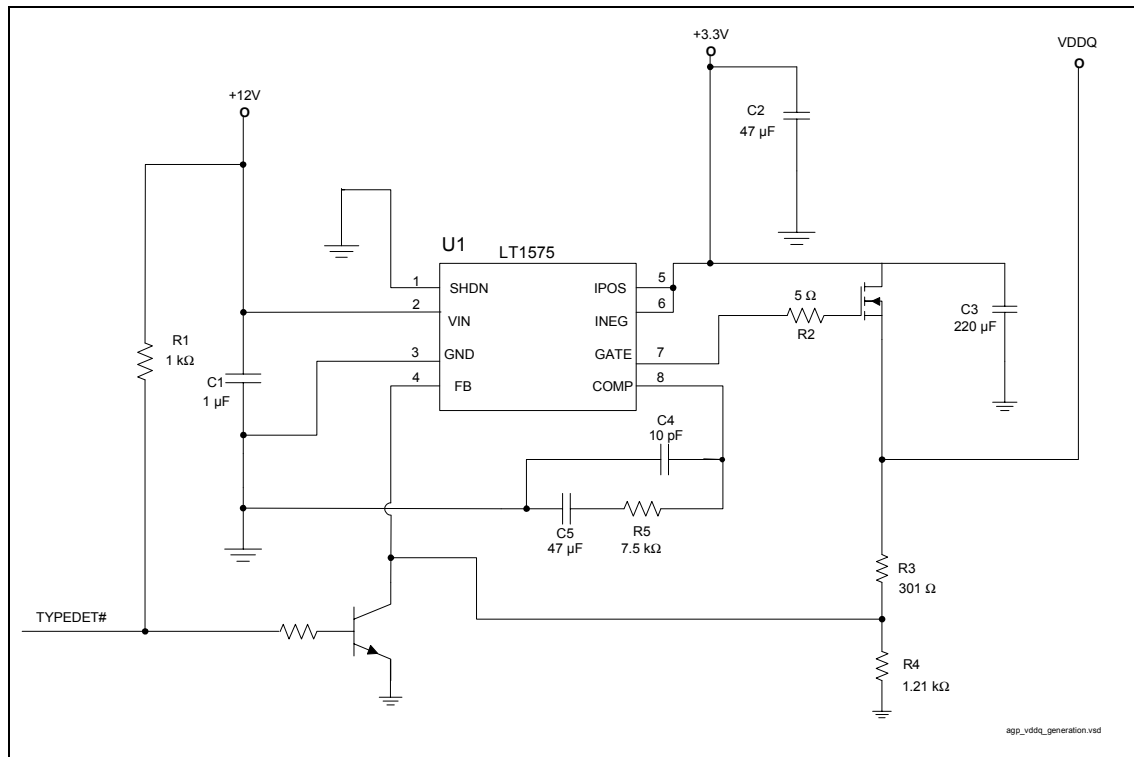 +3.3V
VDDQ
+12V
C2
47 µF
U1
LT1575
1
SHDN
IPOS
5
2
VIN
INEG
6
5 Ω
R2
C3
220 µF
R1
1 kΩ
3
GND
GATE
7
C1
1 µF
4
FB
COMP
8
C4
10 pF
C5
47 µF
R5
7.5 kΩ
R3
301 Ω
TYPEDET#
R4
1.21 kΩ
agp_vddq_generation.vsd